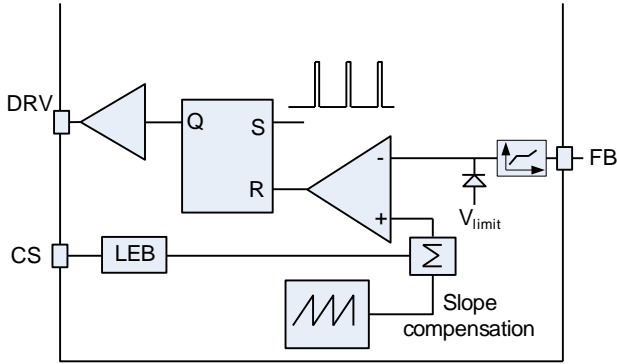 DRV
Q
S
R
-
+
FB
V_limit
CS
LEB
Σ
Slope
compensation